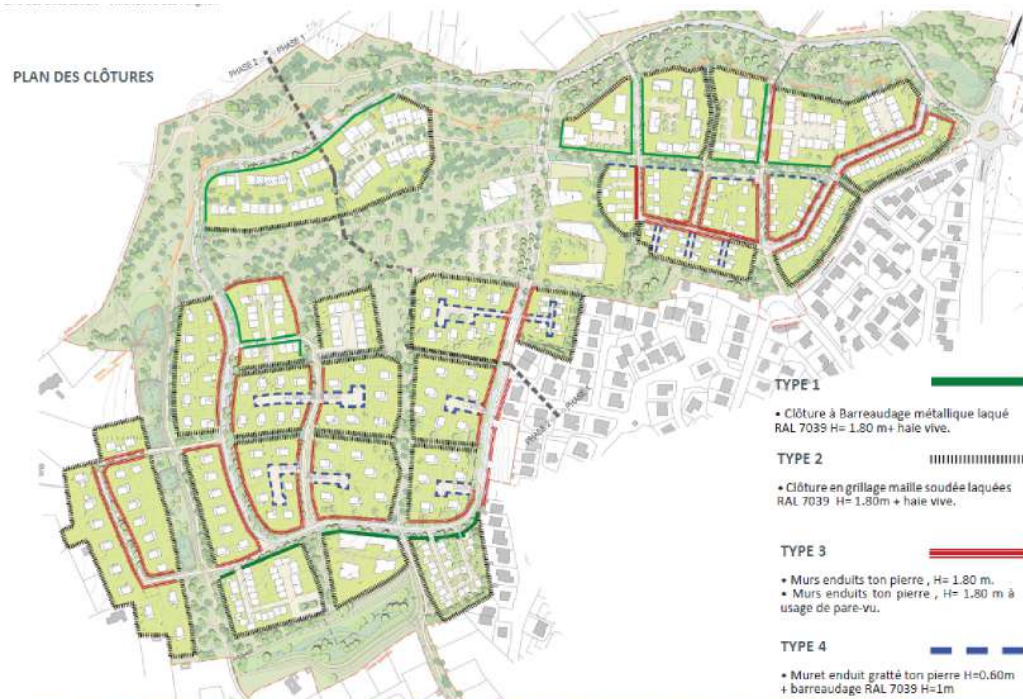 PLAN DES CLÔTURES
PHASE 2
PHASE 1
PHASE 2
PHASE 1
TYPE 1
• Clôture à Barreaudage métallique laqué
RAL 7039 H= 1.80 m+ haie vive.
TYPE 2
• Clôture en grillage maille soudée laquées
RAL 7039 H= 1.80m + haie vive.
TYPE 3
• Murs enduits ton pierre , H= 1.80 m.
• Murs enduits ton pierre , H= 1.80 m à
usage de pare-vu.
TYPE 4
• Muret enduit gratté ton pierre H=0.60m
+ barreaudage RAL 7039 H=1m